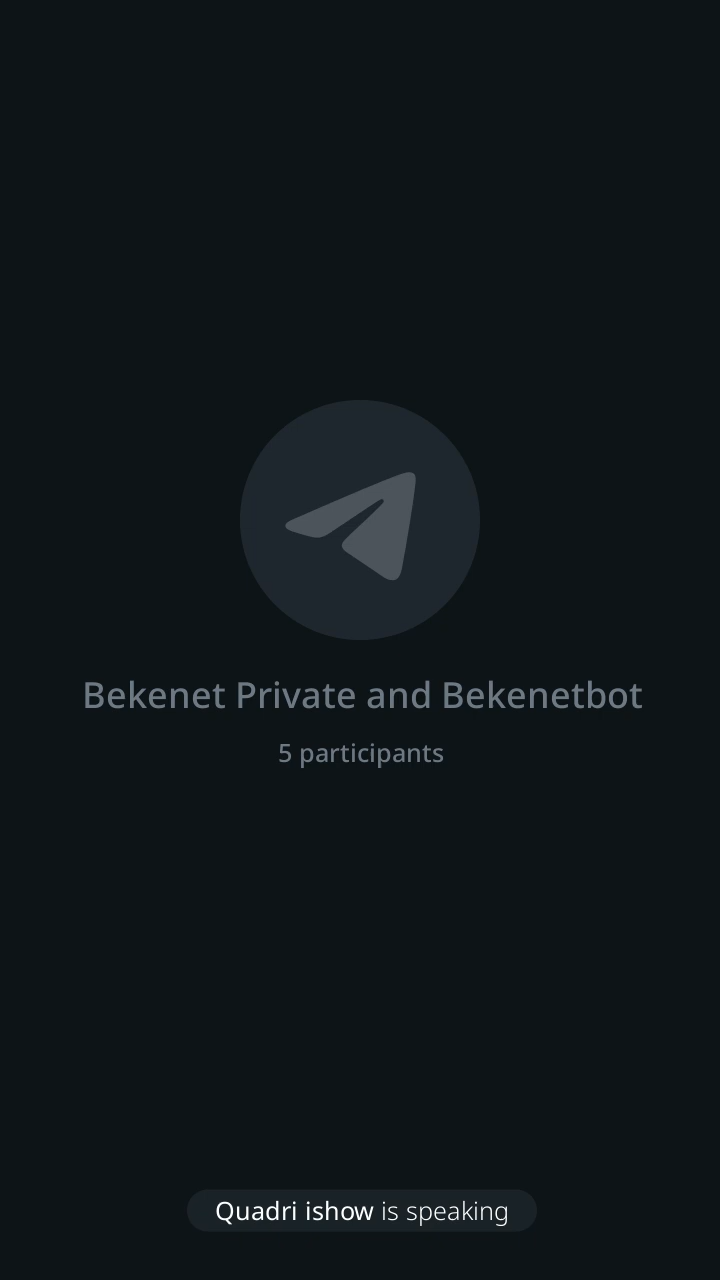 Bekenet Private and Bekenetbot
5 participants
Quadri ishow is speaking